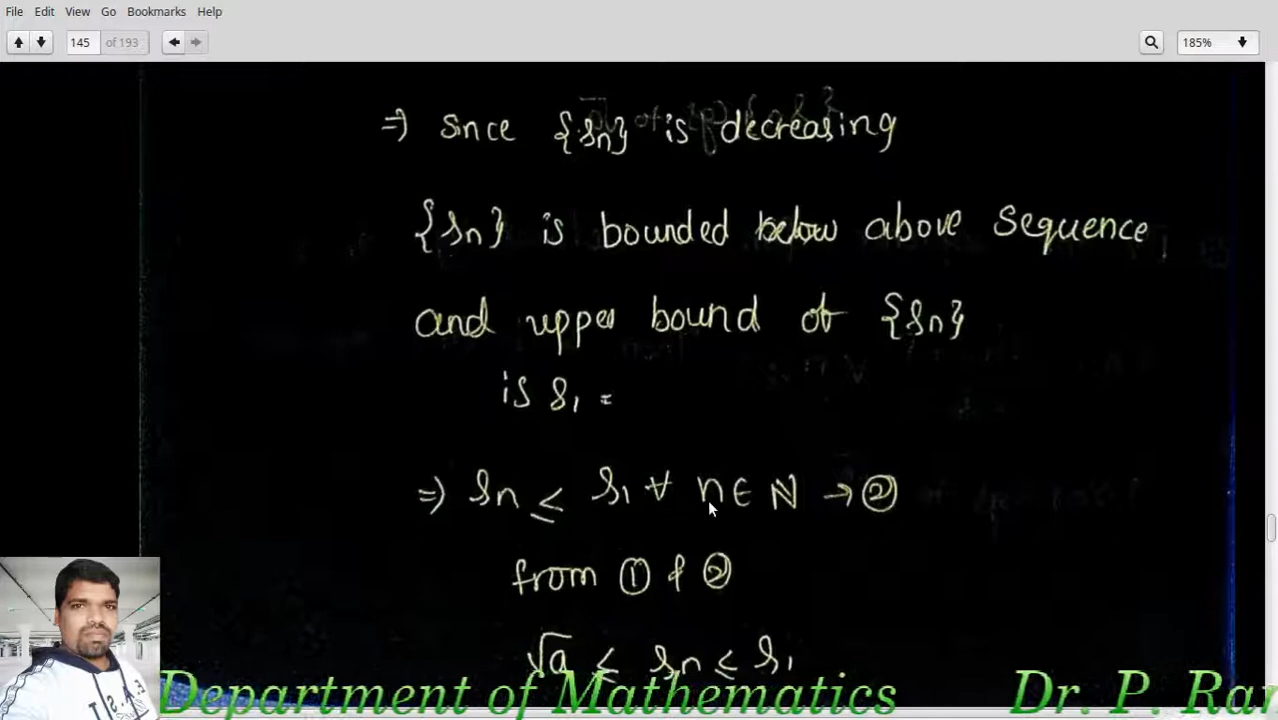 File Edit View Go Bookmarks Help
145 of 193
185%
=) Since {Sn} is decreasing
{Sn} is bounded below above Sequence
and upper bound of {Sn}
is S₁ =
=) Sn ≤ S₁ ∀ n ∈ ℕ → ②
from ① & ②
√a ≤ Sn ≤ S₁
Department of Mathematics Dr. P. Rar